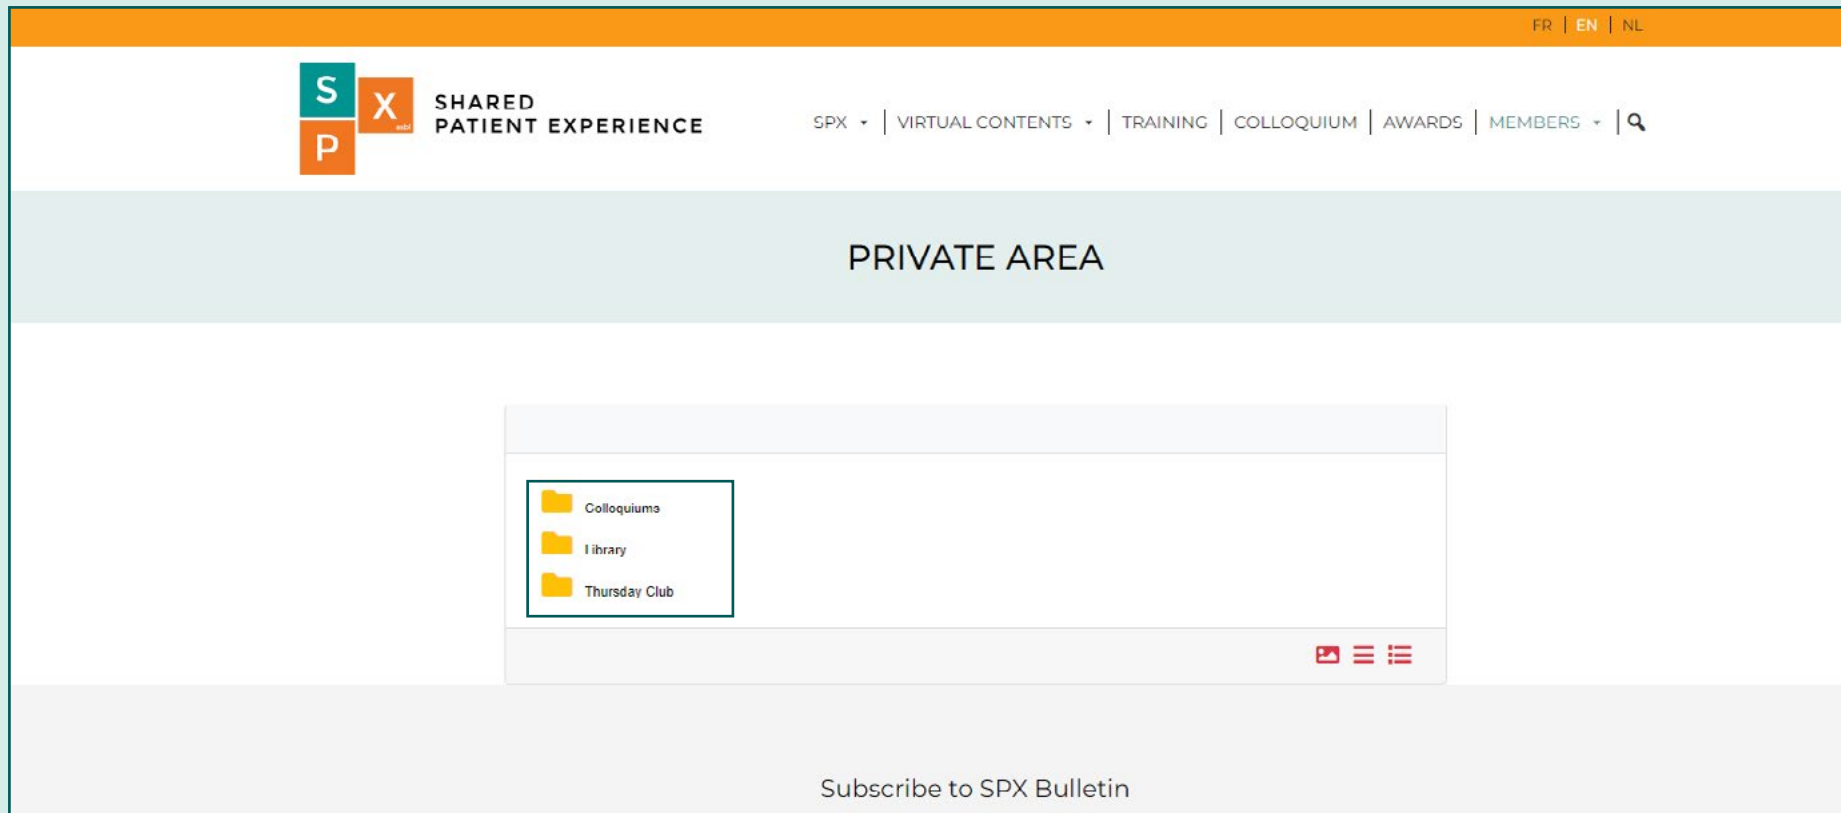 FR | EN | NL
S
X
asbl
P
SHARED
PATIENT EXPERIENCE
SPX | VIRTUAL CONTENTS | TRAINING | COLLOQUIUM | AWARDS | MEMBERS
PRIVATE AREA
Colloquiums
Library
Thursday Club
Subscribe to SPX Bulletin